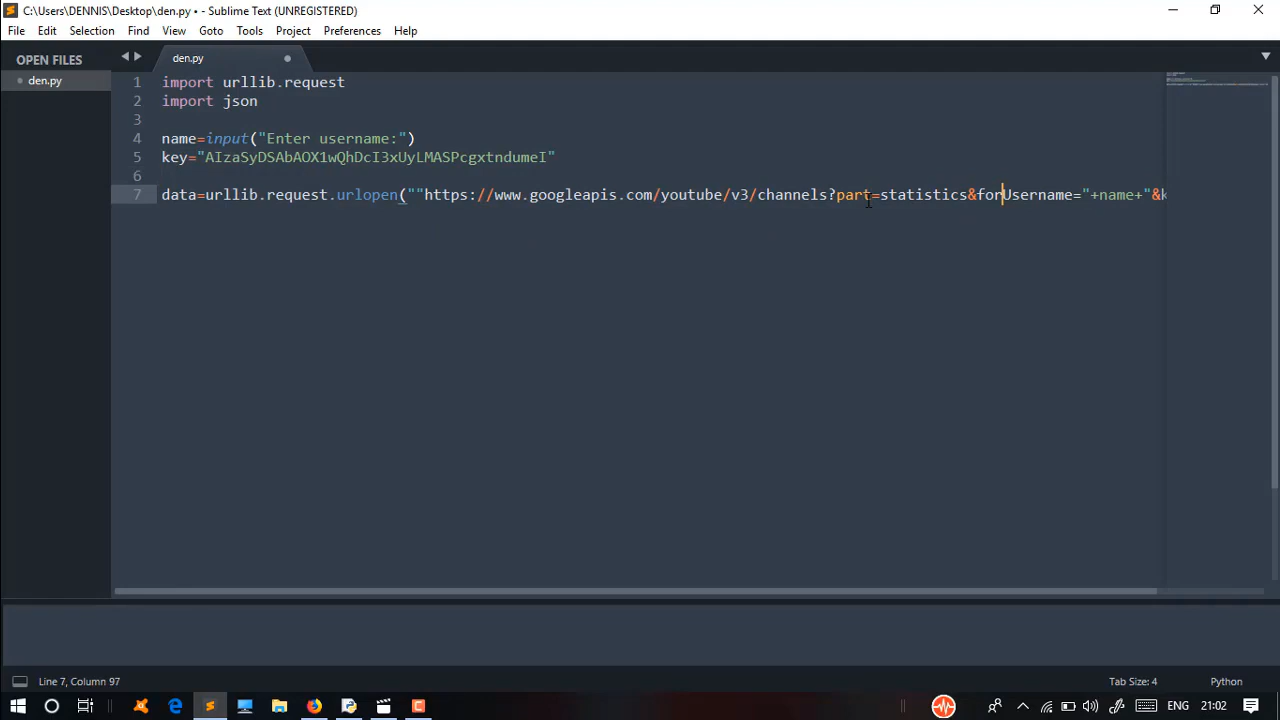 C:\Users\DENNIS\Desktop\den.py • - Sublime Text (UNREGISTERED)
File Edit Selection Find View Goto Tools Project Preferences Help
OPEN FILES
den.py
den.py
1 import urllib.request
2 import json
3
4 name=input("Enter username:")
5 key="AIzaSyDSAbAOX1wQhDcI3xUyLMASPcgxtndumeI"
6
7 data=urllib.request.urlopen(""https://www.googleapis.com/youtube/v3/channels?part=statistics&forUsername="+name+"&k
Line 7, Column 97
Tab Size: 4
Python
ENG
21:02